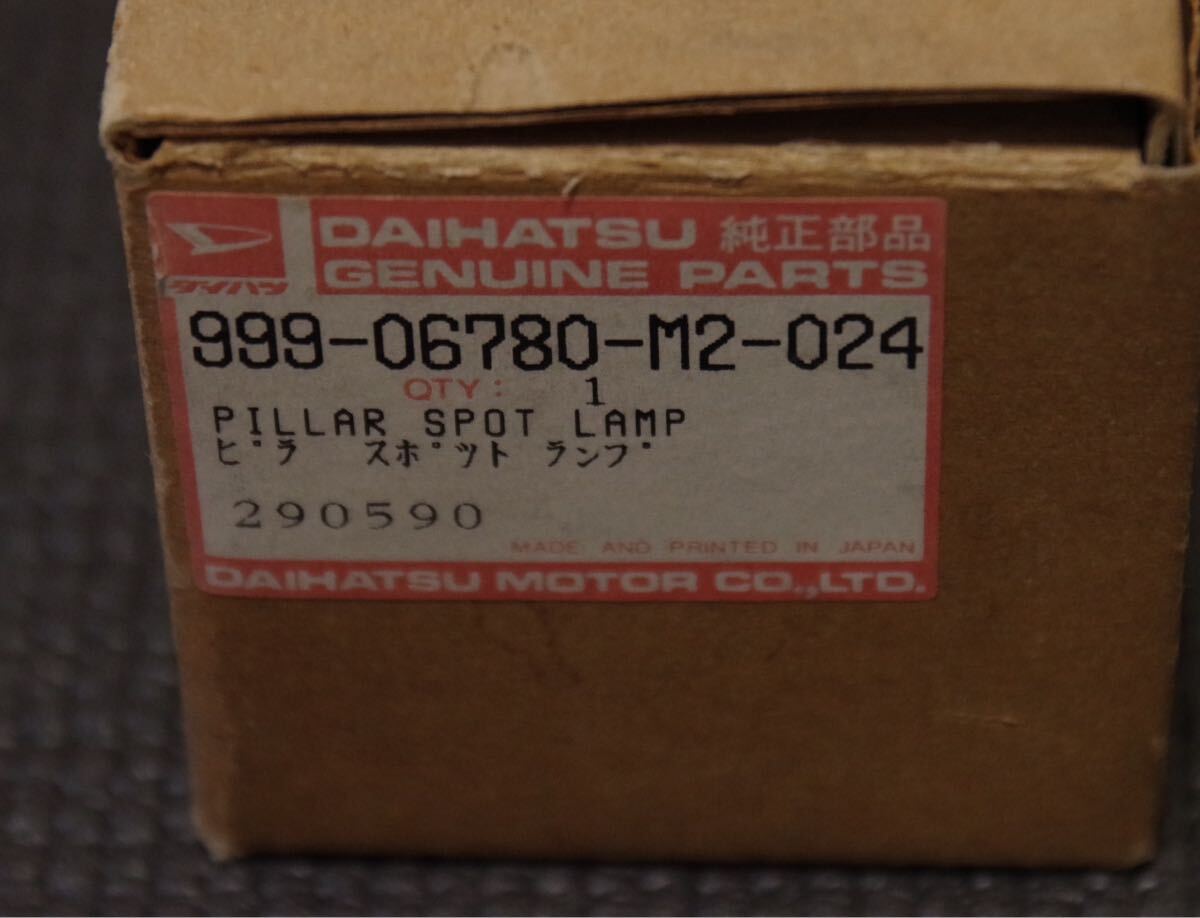 DAIHATSU 純正部品
GENUINE PARTS
ダイハツ
999-06780-M2-024
QTY: 1
PILLAR SPOT LAMP
ピラ スポット ランプ
290590
MADE AND PRINTED IN JAPAN
DAIHATSU MOTOR CO.,LTD.